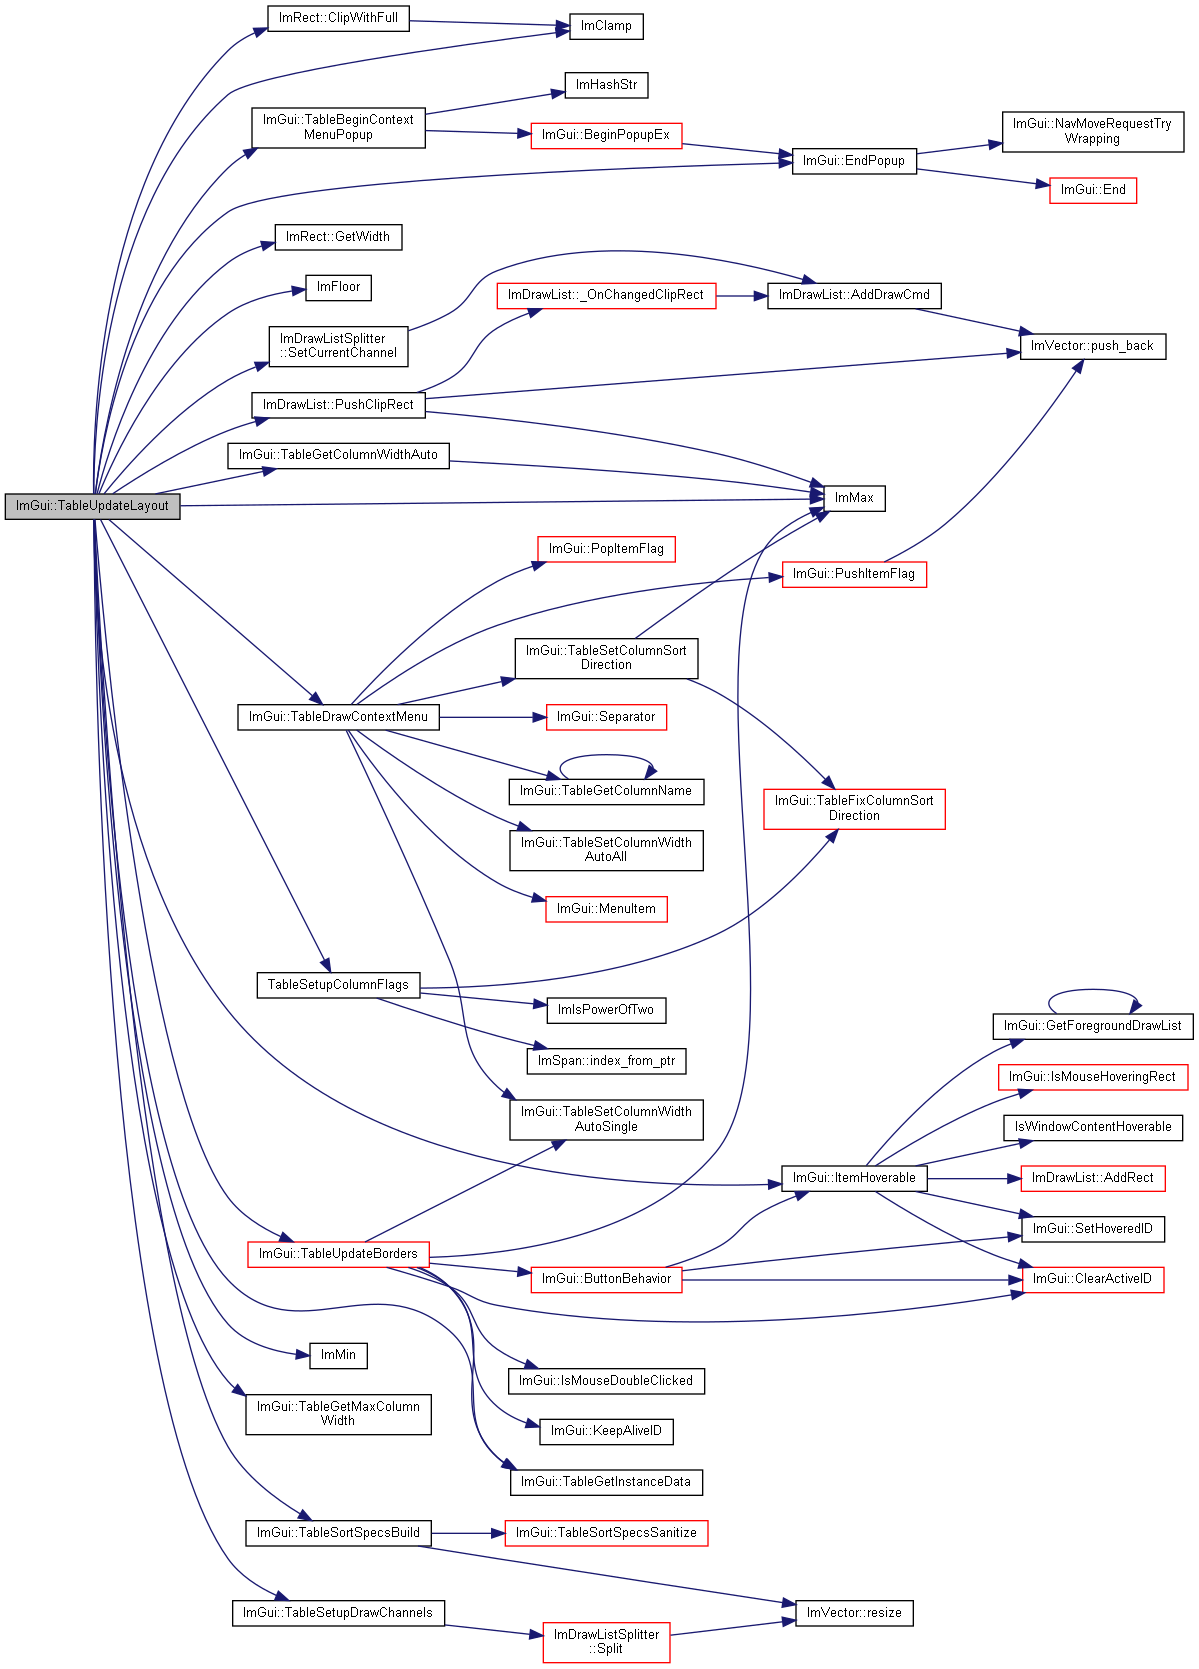 ImRect::ClipWithFull
ImClamp
ImHashStr
ImGui::TableBeginContext
MenuPopup
ImGui::BeginPopupEx
ImGui::NavMoveRequestTry
Wrapping
ImGui::EndPopup
ImGui::End
ImRect::GetWidth
ImFloor
ImDrawList::_OnChangedClipRect
ImDrawList::AddDrawCmd
ImDrawListSplitter
::SetCurrentChannel
ImVector::push_back
ImDrawList::PushClipRect
ImGui::TableGetColumnWidthAuto
ImMax
ImGui::TableUpdateLayout
ImGui::PopItemFlag
ImGui::PushItemFlag
ImGui::TableSetColumnSort
Direction
ImGui::TableDrawContextMenu
ImGui::Separator
ImGui::TableGetColumnName
ImGui::TableFixColumnSort
Direction
ImGui::TableSetColumnWidth
AutoAll
ImGui::MenuItem
TableSetupColumnFlags
ImIsPowerOfTwo
ImGui::GetForegroundDrawList
ImSpan::index_from_ptr
ImGui::IsMouseHoveringRect
ImGui::TableSetColumnWidth
AutoSingle
IsWindowContentHoverable
ImGui::ItemHoverable
ImDrawList::AddRect
ImGui::SetHoveredID
ImGui::TableUpdateBorders
ImGui::ButtonBehavior
ImGui::ClearActiveID
ImMin
ImGui::IsMouseDoubleClicked
ImGui::TableGetMaxColumn
Width
ImGui::KeepAliveID
ImGui::TableGetInstanceData
ImGui::TableSortSpecsBuild
ImGui::TableSortSpecsSanitize
ImGui::TableSetupDrawChannels
ImVector::resize
ImDrawListSplitter
::Split